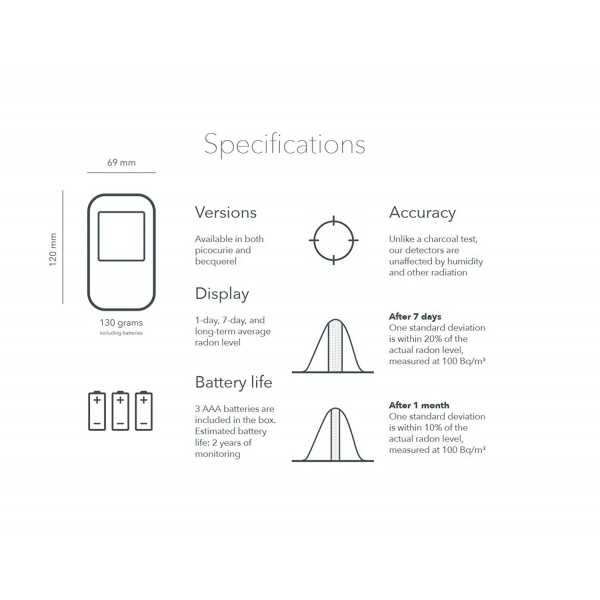 Specifications
69 mm
120 mm
130 grams
including batteries
+ + +
- - -
Versions
Available in both
picocurie and
becquerel
Display
1-day, 7-day, and
long-term average
radon level
Battery life
3 AAA batteries are
included in the box.
Estimated battery
life: 2 years of
monitoring
Accuracy
Unlike a charcoal test,
our detectors are
unaffected by humidity
and other radiation
After 7 days
One standard deviation
is within 20% of the
actual radon level,
measured at 100 Bq/m³
After 1 month
One standard deviation
is within 10% of the
actual radon level,
measured at 100 Bq/m³